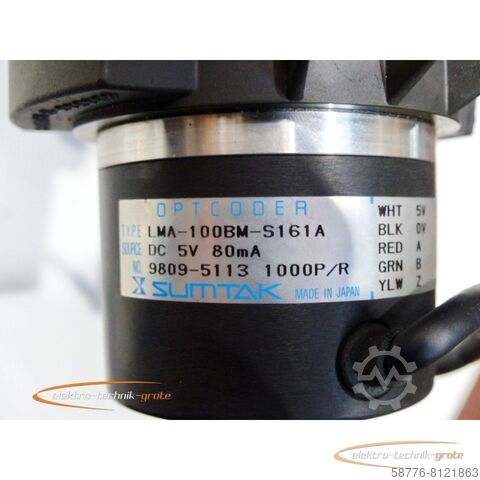 OPTCODER
TYPE LMA-100BM-S161A
SOURCE DC 5V 80mA
NO. 9809-5113 1000P/R
SUMTAK MADE IN JAPAN
WHT 5V
BLK 0V
RED A
GRN B
YLW Z
elektro-technik-grote
elektro-technik-grote
58776-8121863